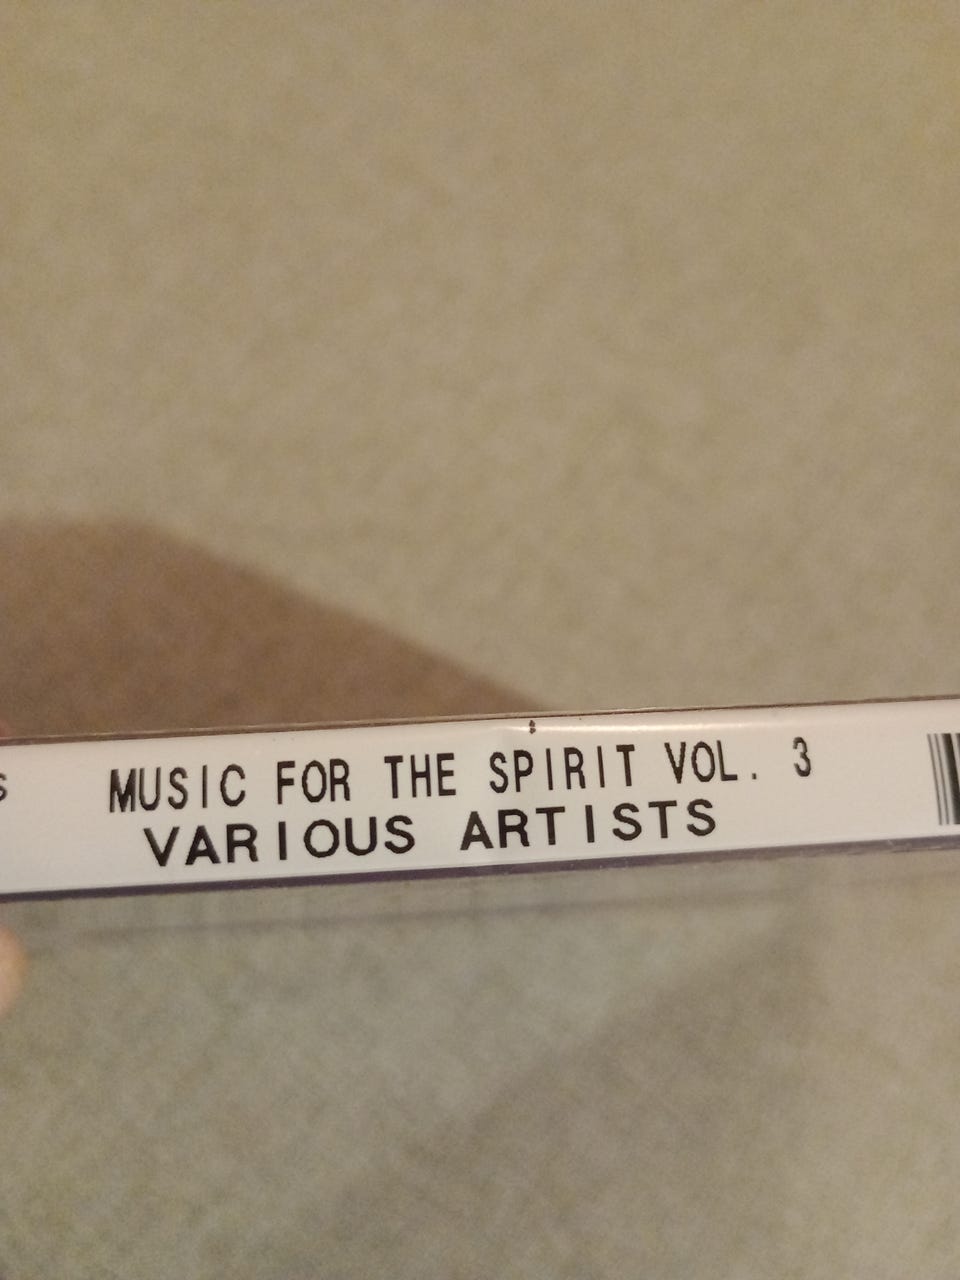 MUSIC FOR THE SPIRIT VOL. 3
VARIOUS ARTISTS